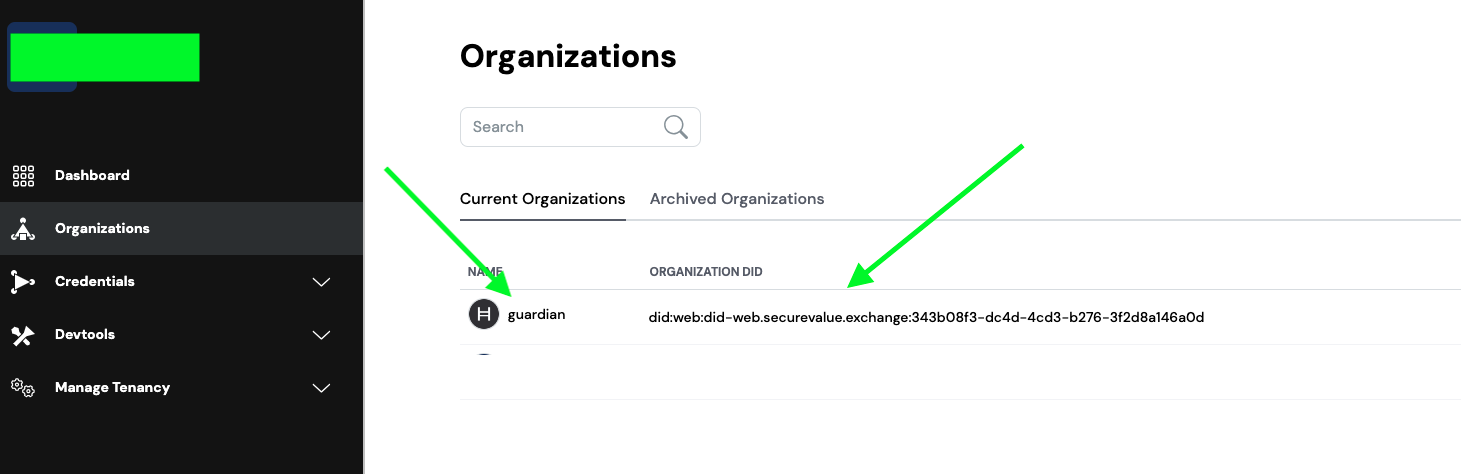 Organizations
Search
Dashboard
Organizations
Credentials
Devtools
Manage Tenancy
Current Organizations Archived Organizations
NAME ORGANIZATION DID
guardian did:web:did-web.securevalue.exchange:343b08f3-dc4d-4cd3-b276-3f2d8a146a0d